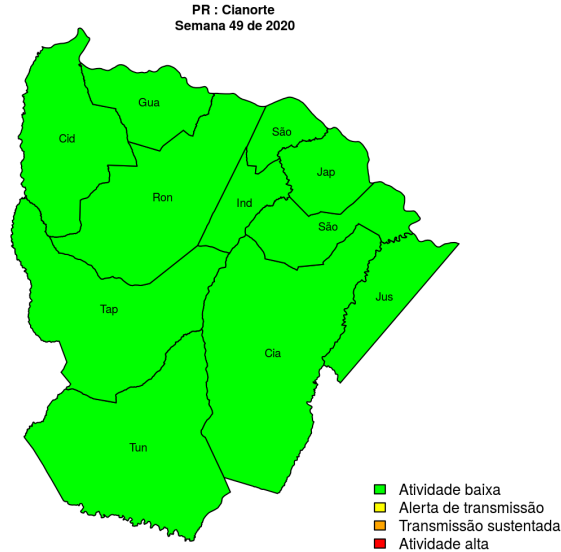 PR : Cianorte
Semana 49 de 2020
Gua
Cid
São
Jap
Ron
Ind
São
Jus
Tap
Cia
Tun
Atividade baixa
Alerta de transmissão
Transmissão sustentada
Atividade alta